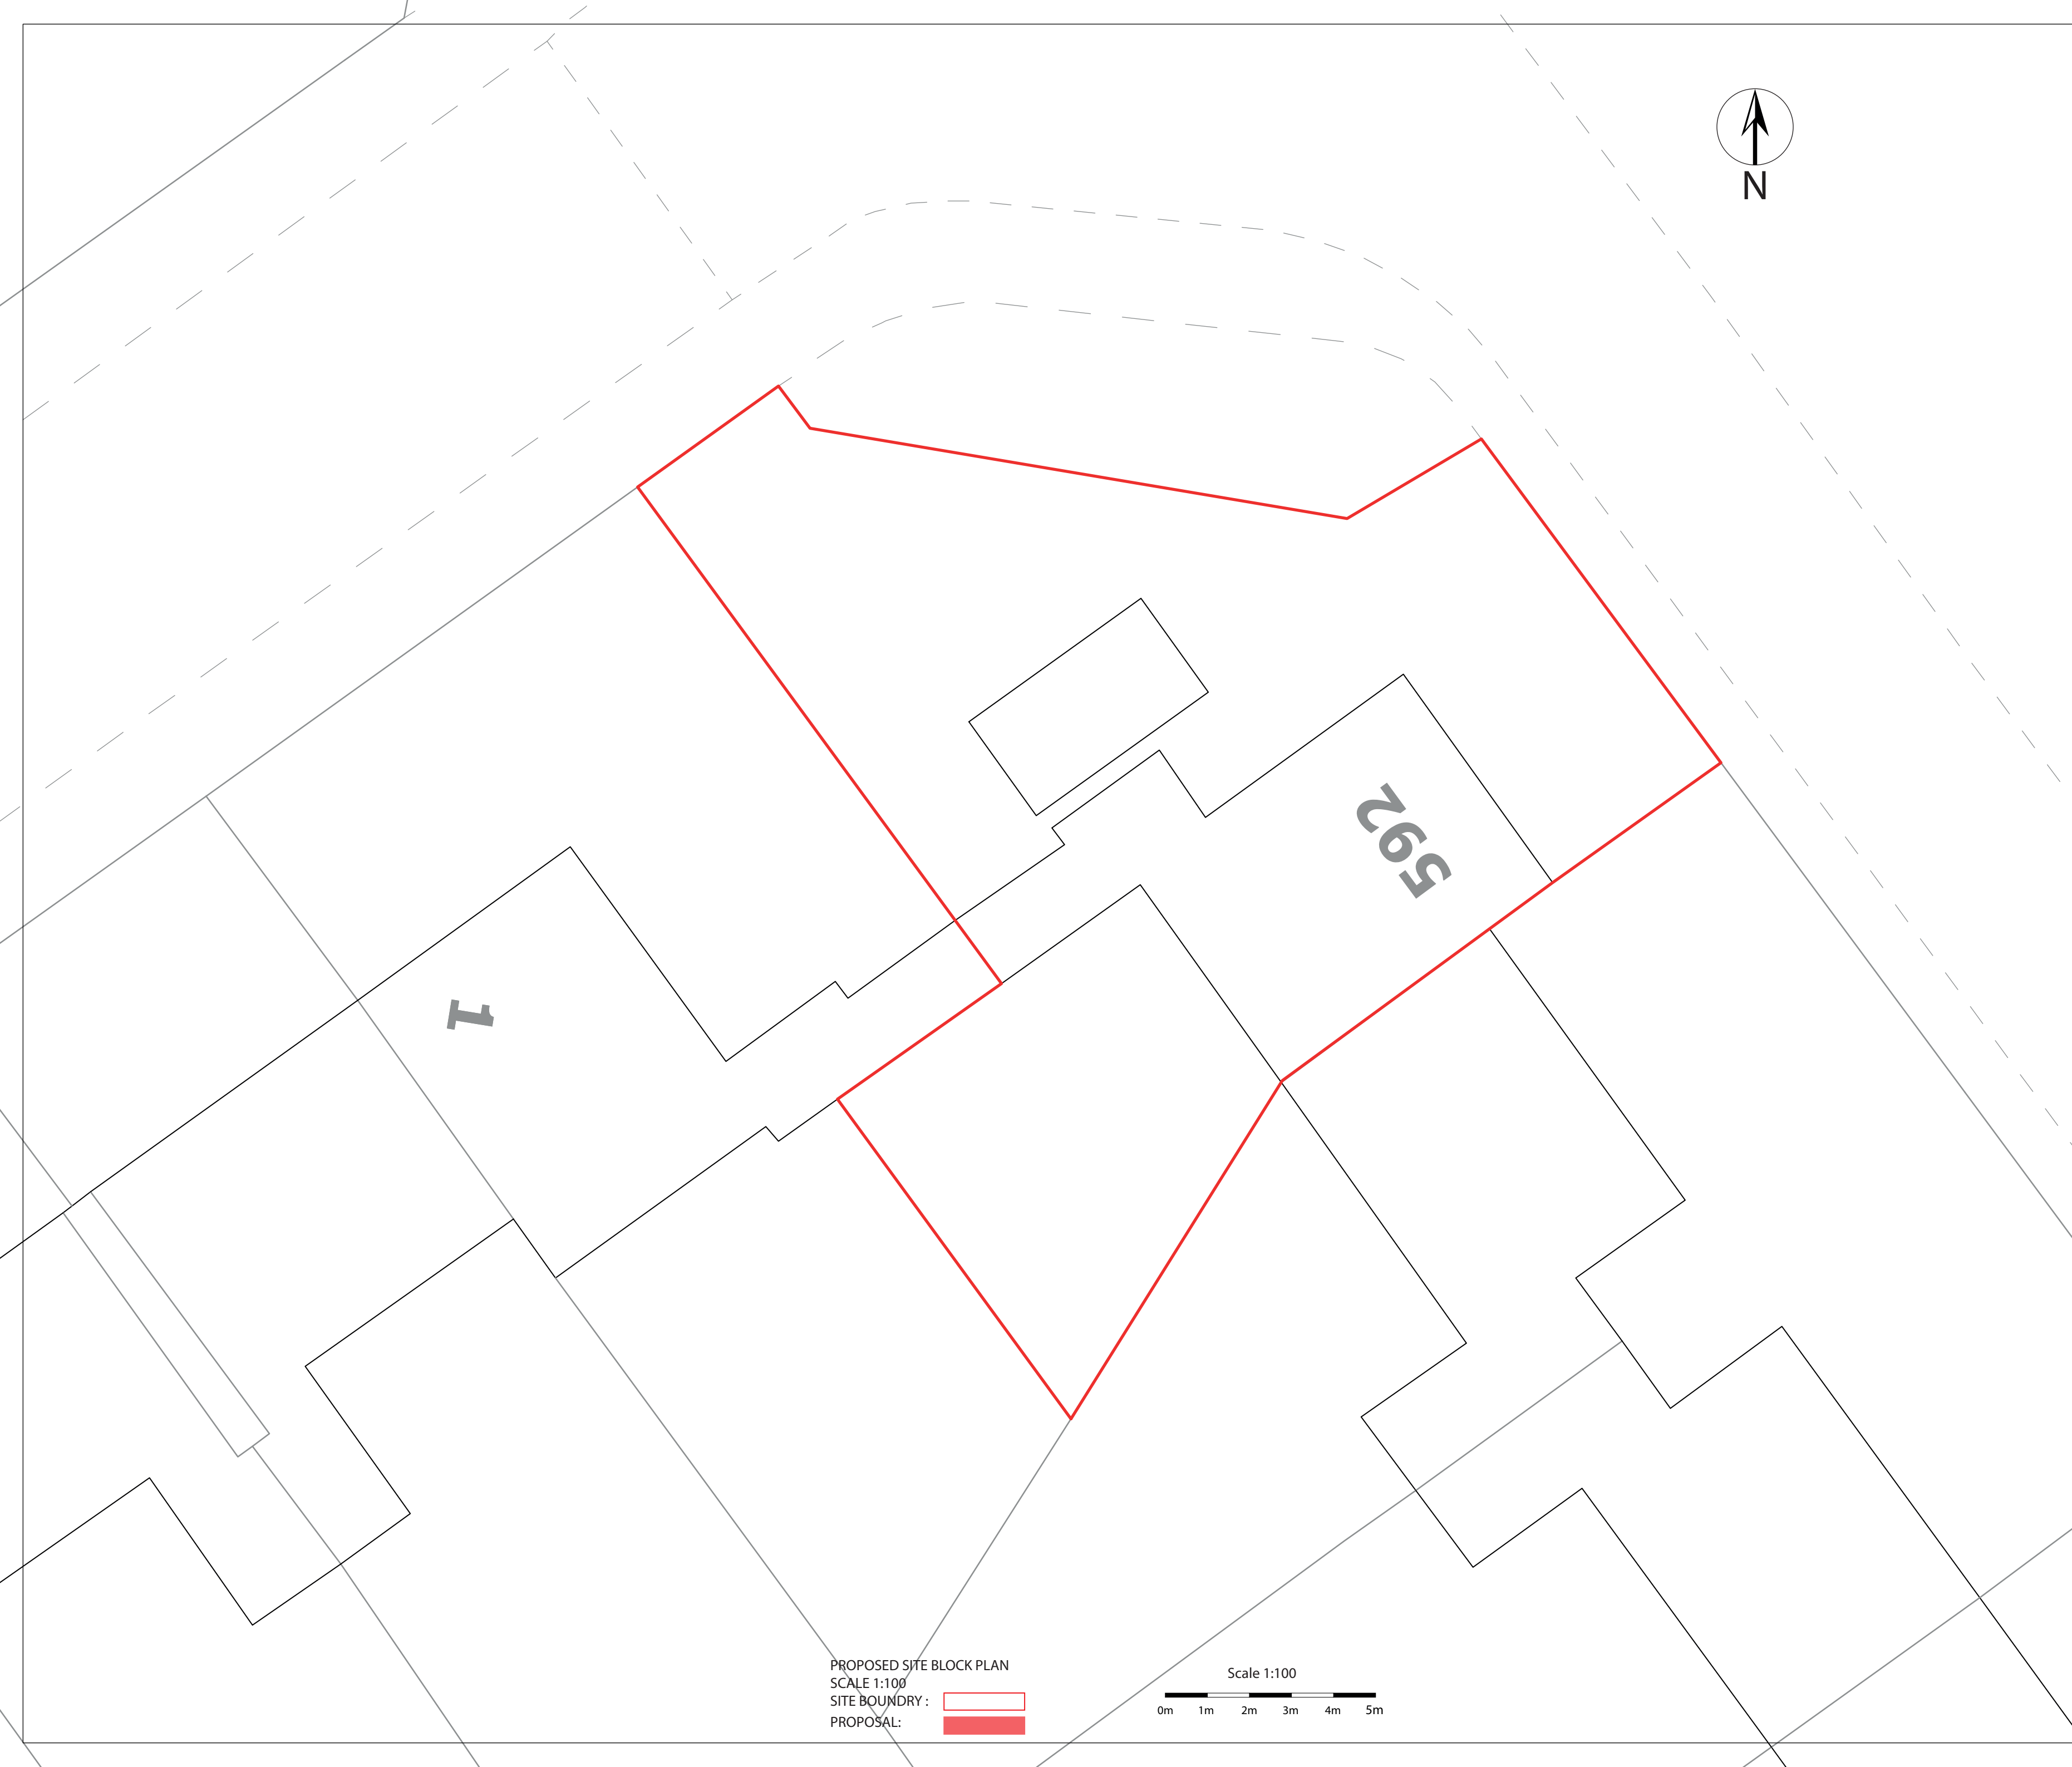 N
592
1
PROPOSED SITE BLOCK PLAN
SCALE 1:100
SITE BOUNDRY :
PROPOSAL:
Scale 1:100
0m 1m 2m 3m 4m 5m